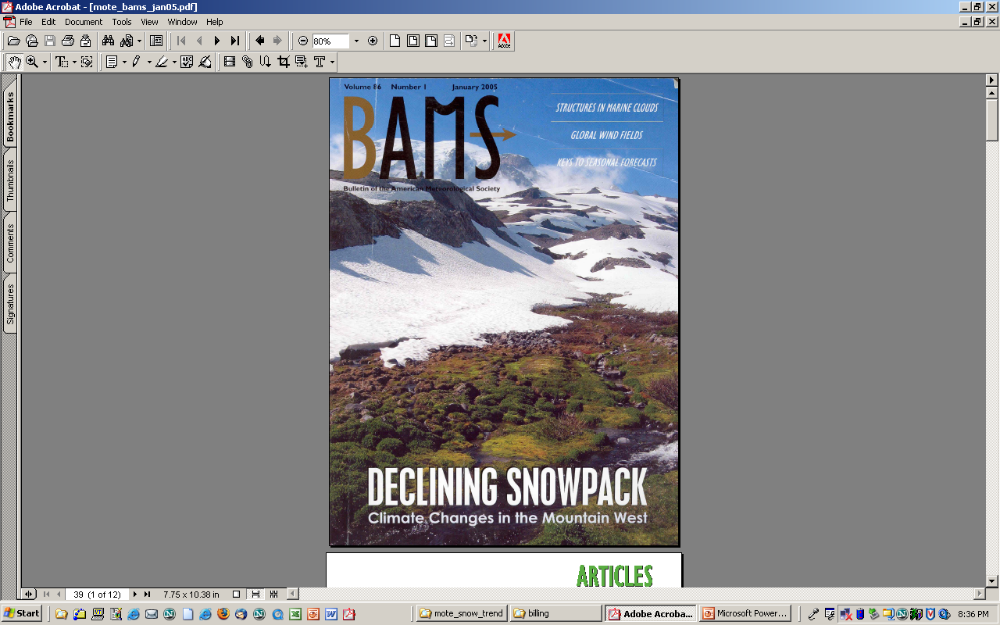 Adobe Acrobat - [mote_bams_jan05.pdf]
File Edit Document Tools View Window Help
80%
Adobe
Bookmarks
Thumbnails
Comments
Signatures
Volume 86 Number 1 January 2005
BAMS
Bulletin of the American Meteorological Society
STRUCTURES IN MARINE CLOUDS
GLOBAL WIND FIELDS
KEYS TO SEASONAL FORECASTS
DECLINING SNOWPACK
Climate Changes in the Mountain West
ARTICLES
39 (1 of 12) 7.75 x 10.38 in
Start mote_snow_trend billing Adobe Acroba... Microsoft Power... 8:36 PM